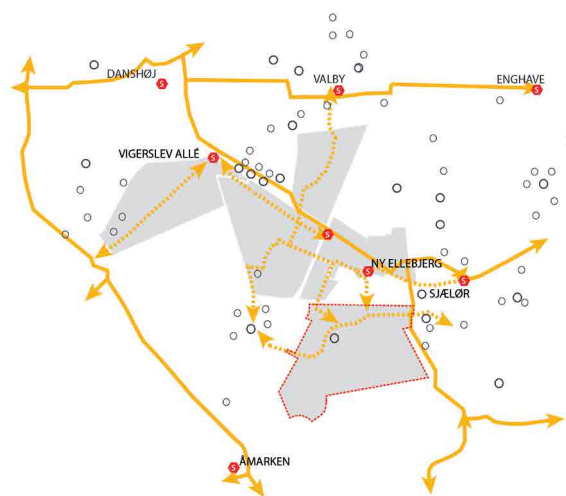 DANSHØJ
VALBY
ENGHAVE
S
S
S
VIGERSLEV ALLÉ
S
S
NY ELLEBJERG
S
S
SJÆLØR
S
ÅMARKEN